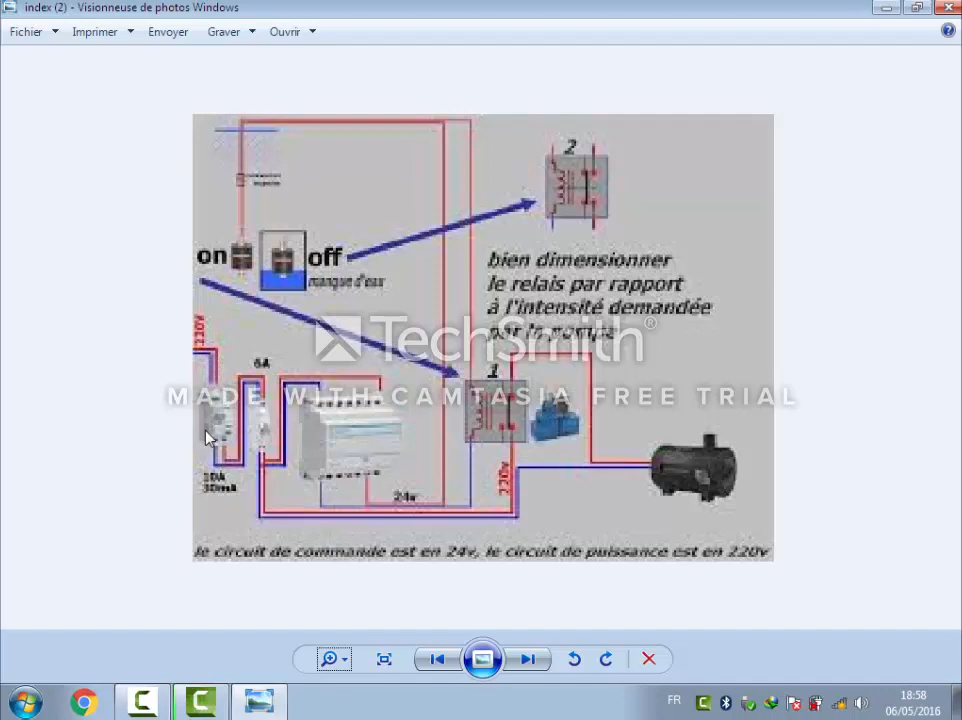 index (2) - Visionneuse de photos Windows
Fichier Imprimer Envoyer Graver Ouvrir
2
on off
manque d'eau
bien dimensionner
le relais par rapport
à l'intensité demandée
par la pompe
220V
TechSmith®
6A
1
MADE WITH CAMTASIA FREE TRIAL
10A
30mA
24v
220v
le circuit de commande est en 24v, le circuit de puissance est en 220v
FR
18:58
06/05/2016